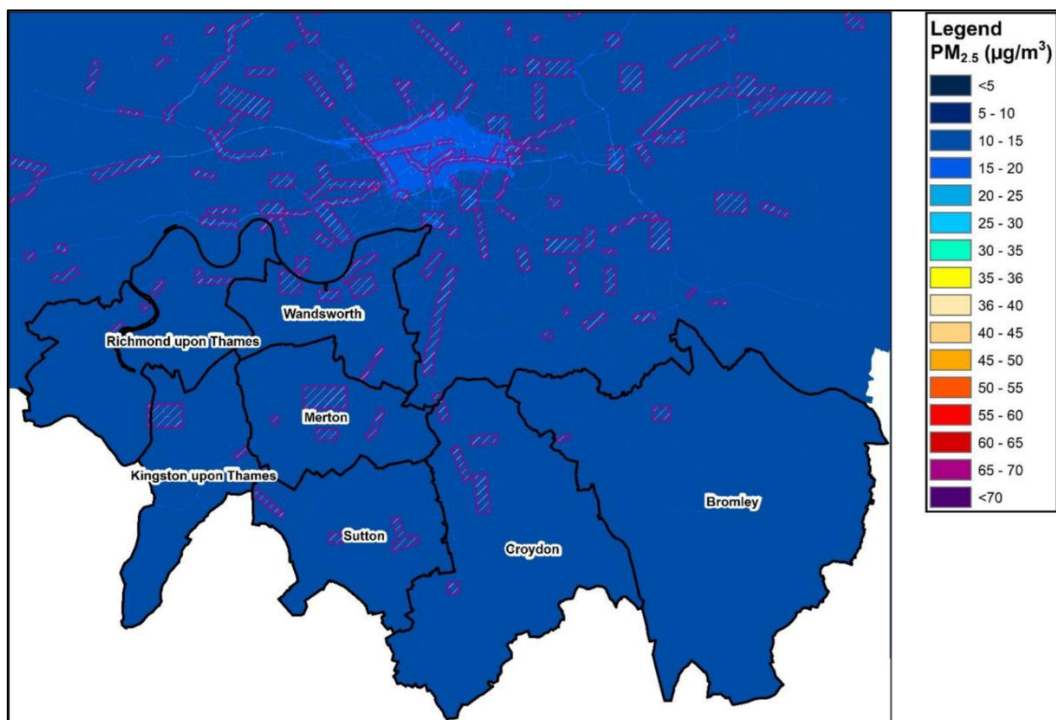 Legend
PM2.5 (µg/m³)
<5
5 - 10
10 - 15
15 - 20
20 - 25
25 - 30
30 - 35
35 - 36
36 - 40
40 - 45
45 - 50
50 - 55
55 - 60
60 - 65
65 - 70
<70
Wandsworth
Richmond upon Thames
Merton
Kingston upon Thames
Bromley
Sutton
Croydon